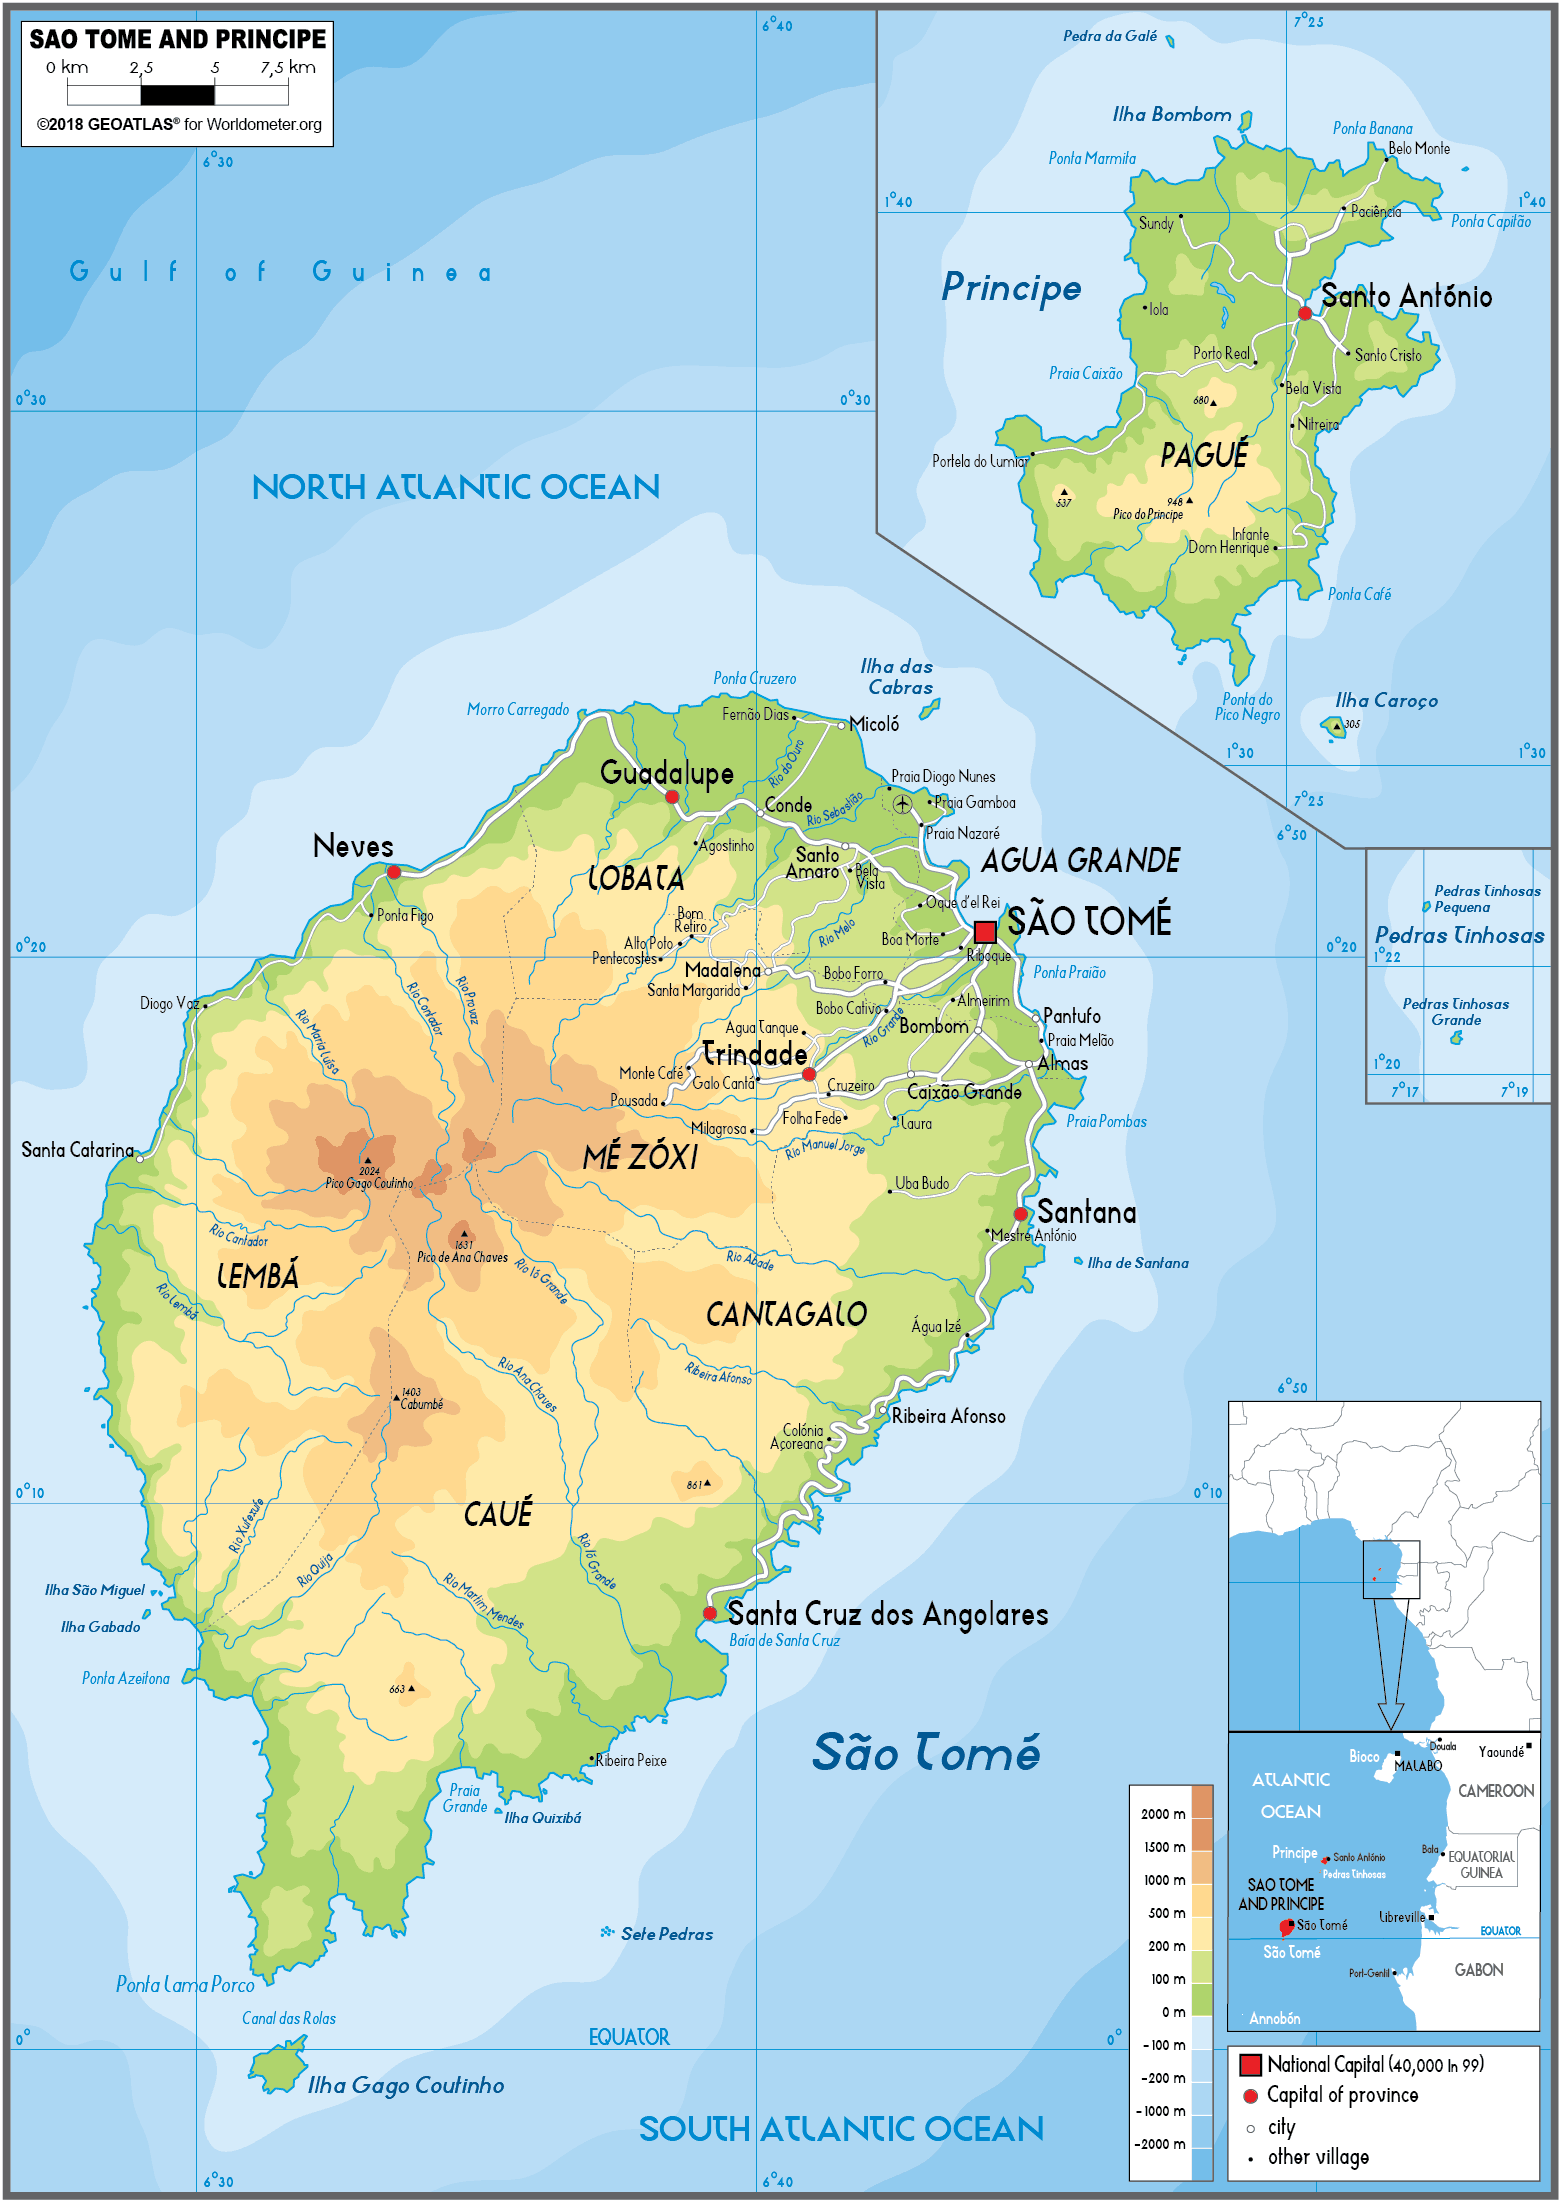 SAO TOME AND PRINCIPE
0 km 2,5 5 7,5 km
©2018 GEOATLAS® for Worldometer.org
6°40
7°25
6°30
Pedra da Galé
Ilha Bombom
Ponta Banana
Belo Monte
Ponta Marmita
1°40
1°40
Paciência
Ponta Capitão
Sundy
Gulf of Guinea
Principe
Santo António
Iola
Porto Real
Santo Cristo
Praia Caixão
Bela Vista
680
0°30
0°30
Nitreira
PAGUÉ
Portela do Lumiar
537
948
Pico do Principe
NORTH ATLANTIC OCEAN
Infante
Dom Henrique
Ponta Café
Ponta do
Pico Negro
Ilha Caroço
305
1°30
1°30
7°25
6°50
Ilha das
Cabras
Ponta Cruzero
Morro Carregado
Fernão Dias
Micoló
Rio do Ouro
Guadalupe
Praia Diogo Nunes
Praia Gamboa
Conde
Rio Sebastião
Praia Nazaré
Neves
Agostinho
Santo
Amaro
Bela
Vista
AGUA GRANDE
LOBATA
Pedras Tinhosas
Pequena
Oque d'el Rei
SÃO TOMÉ
Ponta Figo
Bom
Retiro
Rio Melo
Boa Morte
Alto Poto
Pentecostes
Riboque
Pedras Tinhosas
0°20
0°20
1°22
Madalena
Bobo Forro
Ponta Praião
Santa Margarida
Rio Contador
Rio Provaz
Diogo Vaz
Bobo Cativo
Almeirim
Pedras Tinhosas
Grande
Rio Maria Luísa
Agua Tanque
Rio Grande
Bombom
Pantufo
Praia Melão
Trindade
Monte Café
Galo Cantá
Almas
1°20
7°17
7°19
Pousada
Cruzeiro
Caixão Grande
Folha Fede
Laura
Praia Pombas
Milagrosa
Rio Manuel Jorge
Santa Catarina
MÉ ZÓXI
2024
Pico Gago Coutinho
Uba Budo
Santana
Rio Cantador
1631
Pico de Ana Chaves
Mestre António
Rio Abade
Ilha de Santana
Rio Ió Grande
LEMBÁ
Rio Lembá
CANTAGALO
Água Izé
Rio Ana Chaves
Ribeira Afonso
6°50
1403
Cabumbé
Ribeira Afonso
Colónia
Açoreana
861
0°10
0°10
CAUÉ
Rio Xufexufe
Rio Quija
Rio Ió Grande
Rio Martim Mendes
Ilha São Miguel
Ilha Gabado
Santa Cruz dos Angolares
Baía de Santa Cruz
Ponta Azeitona
663
São Tomé
Ribeira Peixe
Praia
Grande
Ilha Quixibá
Sete Pedras
Ponta Lama Porco
Canal das Rolas
0°
EQUATOR
0°
Ilha Gago Coutinho
SOUTH ATLANTIC OCEAN
6°30
6°40
2000 m
1500 m
1000 m
500 m
200 m
100 m
0 m
-100 m
-200 m
-1000 m
-2000 m
Douala
Bioco
MALABO
Yaoundé
ATLANTIC
OCEAN
CAMEROON
Principe
Santo António
Bata
Pedras Tinhosas
EQUATORIAL
GUINEA
SAO TOME
AND PRINCIPE
São Tomé
Libreville
EQUATOR
São Tomé
Port-Gentil
GABON
Annobón
National Capital (40,000 In 99)
Capital of province
city
other village